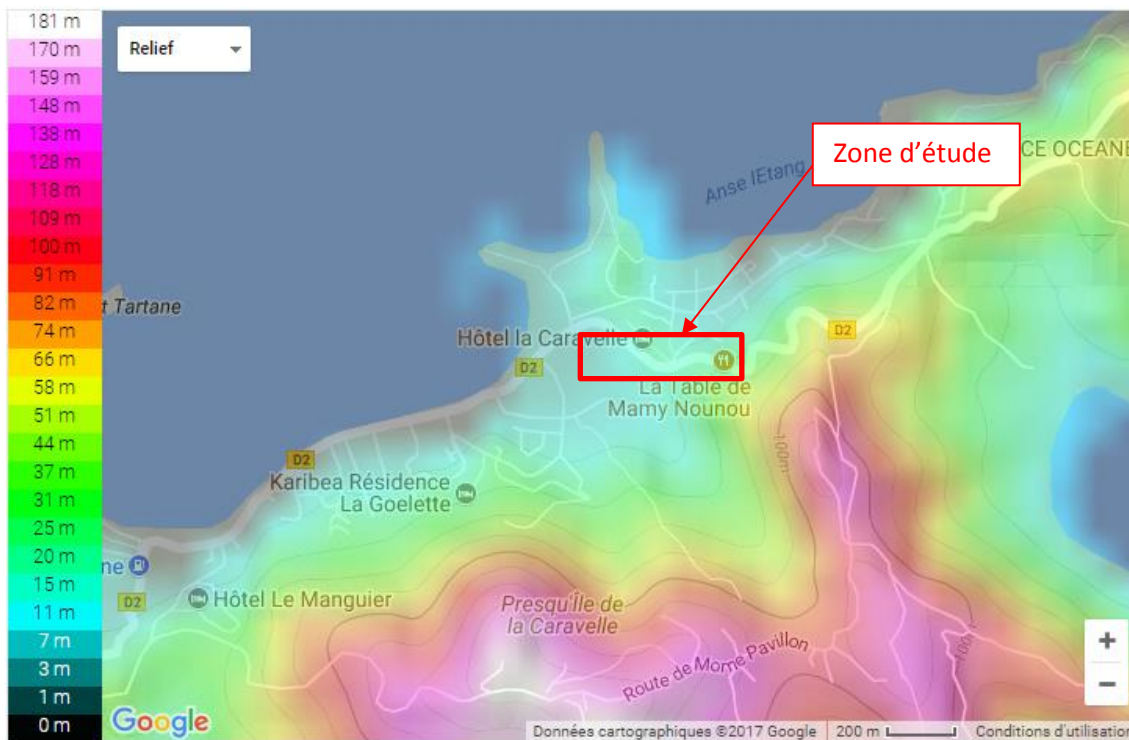 181 m
170 m
159 m
148 m
138 m
128 m
118 m
109 m
100 m
91 m
82 m
74 m
66 m
58 m
51 m
44 m
37 m
31 m
25 m
20 m
15 m
11 m
7 m
3 m
1 m
0 m
Relief
Zone d'étude
CE OCEANE
Anse lEtang
t Tartane
Hôtel la Caravelle
D2
D2
La Table de
Mamy Nounou
100m
D2
Karibea Résidence
La Goelette
ne
D2
Hôtel Le Manguier
Presqu'Île de
la Caravelle
Route de Morne Pavillon
100m
+
−
Google
Données cartographiques ©2017 Google
200 m
Conditions d'utilisation